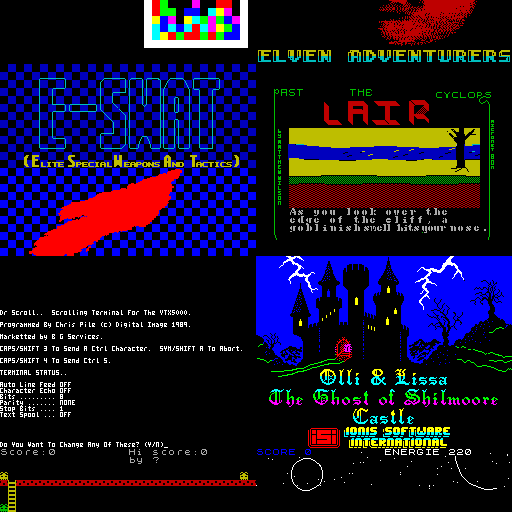 ELVEN ADVENTURERS
E-SWAT
(ELITE SPECIAL WEAPONS AND TACTICS)
PAST THE CYCLOPS
LAIR
As you look over the
edge of the cliff, a
goblinish smell hits your nose.
Dr Scroll.. Scrolling Terminal For The VTX5000.
Programmed By Chris Pile (c) Digital Image 1989.
Marketted by B G Services.
CAPS/SHIFT 3 To Send A Ctrl Character. SYM/SHIFT A To Abort.
CAPS/SHIFT 4 To Send Ctrl S.
TERMINAL STATUS..
Auto Line Feed OFF
Character Echo OFF
Bits ........ 8
Parity ...... NONE
Stop Bits ... 1
Text Spool .. OFF
Do You Want To Change Any Of These? (Y/N)_
Olli & Lissa
The Ghost of Shilmoore
Castle
iSi IONIS SOFTWARE
INTERNATIONAL
Score:0 Hi score:0
by ?
SCORE 0 ENERGIE 220